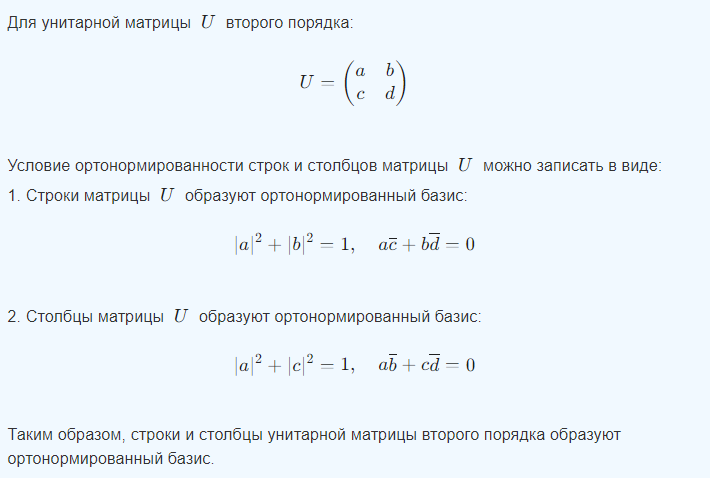 Для унитарной матрицы U второго порядка:
U = \begin{pmatrix} a & b \\ c & d \end{pmatrix}
Условие ортонормированности строк и столбцов матрицы U можно записать в виде:
1. Строки матрицы U образуют ортонормированный базис:
|a|^2 + |b|^2 = 1, a\overline{c} + b\overline{d} = 0
2. Столбцы матрицы U образуют ортонормированный базис:
|a|^2 + |c|^2 = 1, a\overline{b} + c\overline{d} = 0
Таким образом, строки и столбцы унитарной матрицы второго порядка образуют
ортонормированный базис.